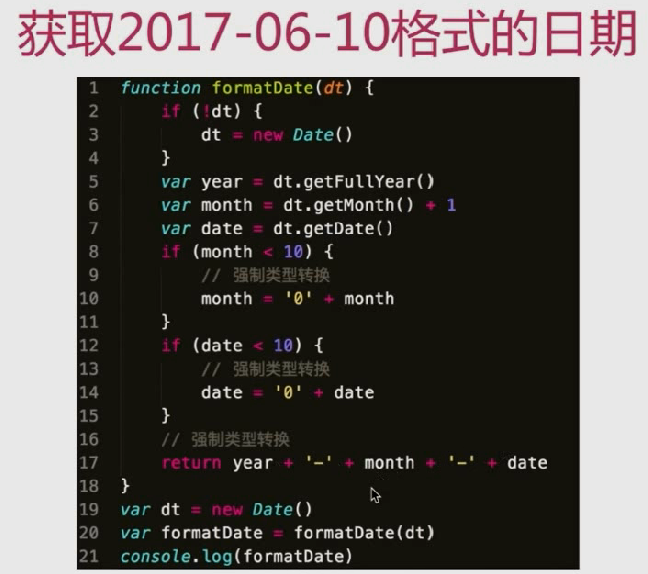 获取2017-06-10格式的日期
1 function formatDate(dt) {
2     if (!dt) {
3         dt = new Date()
4     }
5     var year = dt.getFullYear()
6     var month = dt.getMonth() + 1
7     var date = dt.getDate()
8     if (month < 10) {
9         // 强制类型转换
10         month = '0' + month
11     }
12     if (date < 10) {
13         // 强制类型转换
14         date = '0' + date
15     }
16     // 强制类型转换
17     return year + '-' + month + '-' + date
18 }
19 var dt = new Date()
20 var formatDate = formatDate(dt)
21 console.log(formatDate)